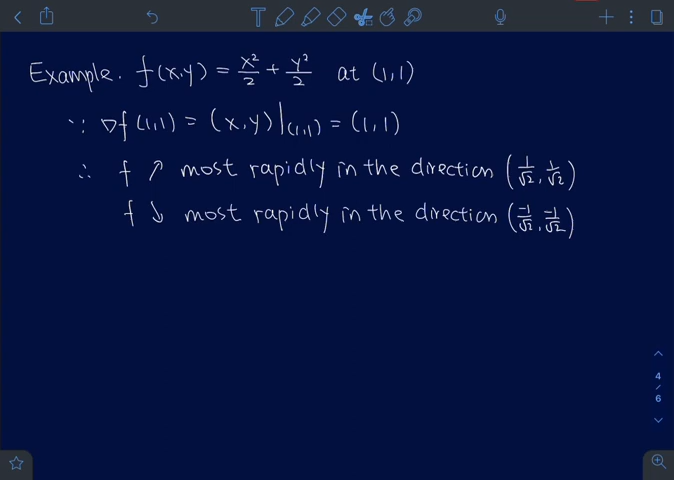 Example. f(x,y) = x²/2 + y²/2 at (1,1)
∵ ∇f(1,1) = (x,y)|(1,1) = (1,1)
∴ f ↗ most rapidly in the direction (1/√2, 1/√2)
f ↘ most rapidly in the direction (-1/√2, -1/√2)
4
/
6